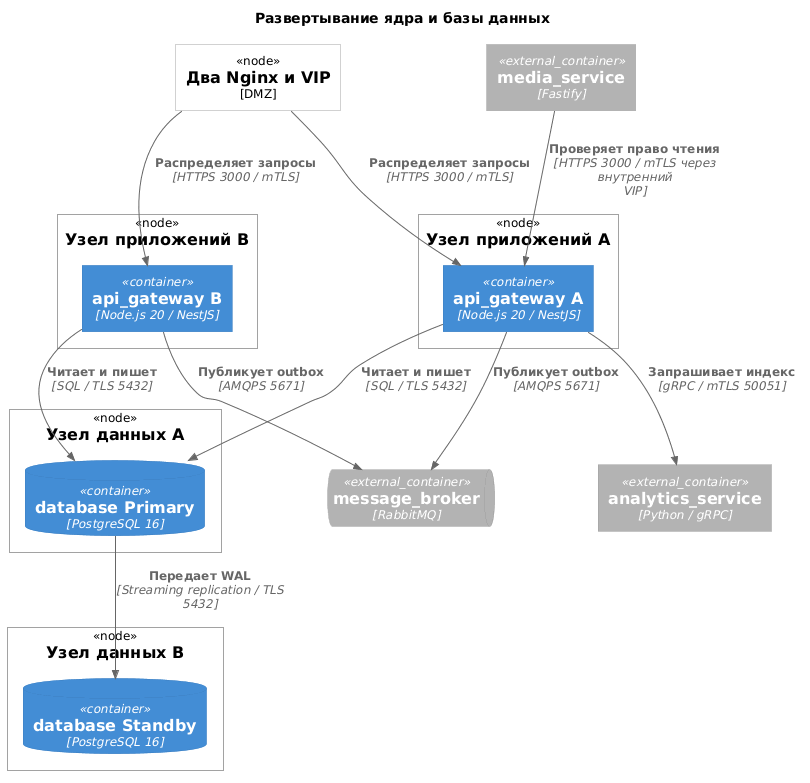 Развертывание ядра и базы данных
«node»
Два Nginx и VIP
[DMZ]
«external_container»
media_service
[Fastify]
Распределяет запросы
[HTTPS 3000 / mTLS]
Распределяет запросы
[HTTPS 3000 / mTLS]
Проверяет право чтения
[HTTPS 3000 / mTLS через
внутренний
VIP]
«node»
Узел приложений B
«container»
api_gateway B
[Node.js 20 / NestJS]
«node»
Узел приложений A
«container»
api_gateway A
[Node.js 20 / NestJS]
Читает и пишет
[SQL / TLS 5432]
Публикует outbox
[AMQPS 5671]
Читает и пишет
[SQL / TLS 5432]
Публикует outbox
[AMQPS 5671]
Запрашивает индекс
[gRPC / mTLS 50051]
«node»
Узел данных A
«container»
database Primary
[PostgreSQL 16]
«external_container»
message_broker
[RabbitMQ]
«external_container»
analytics_service
[Python / gRPC]
Передает WAL
[Streaming replication / TLS
5432]
«node»
Узел данных B
«container»
database Standby
[PostgreSQL 16]